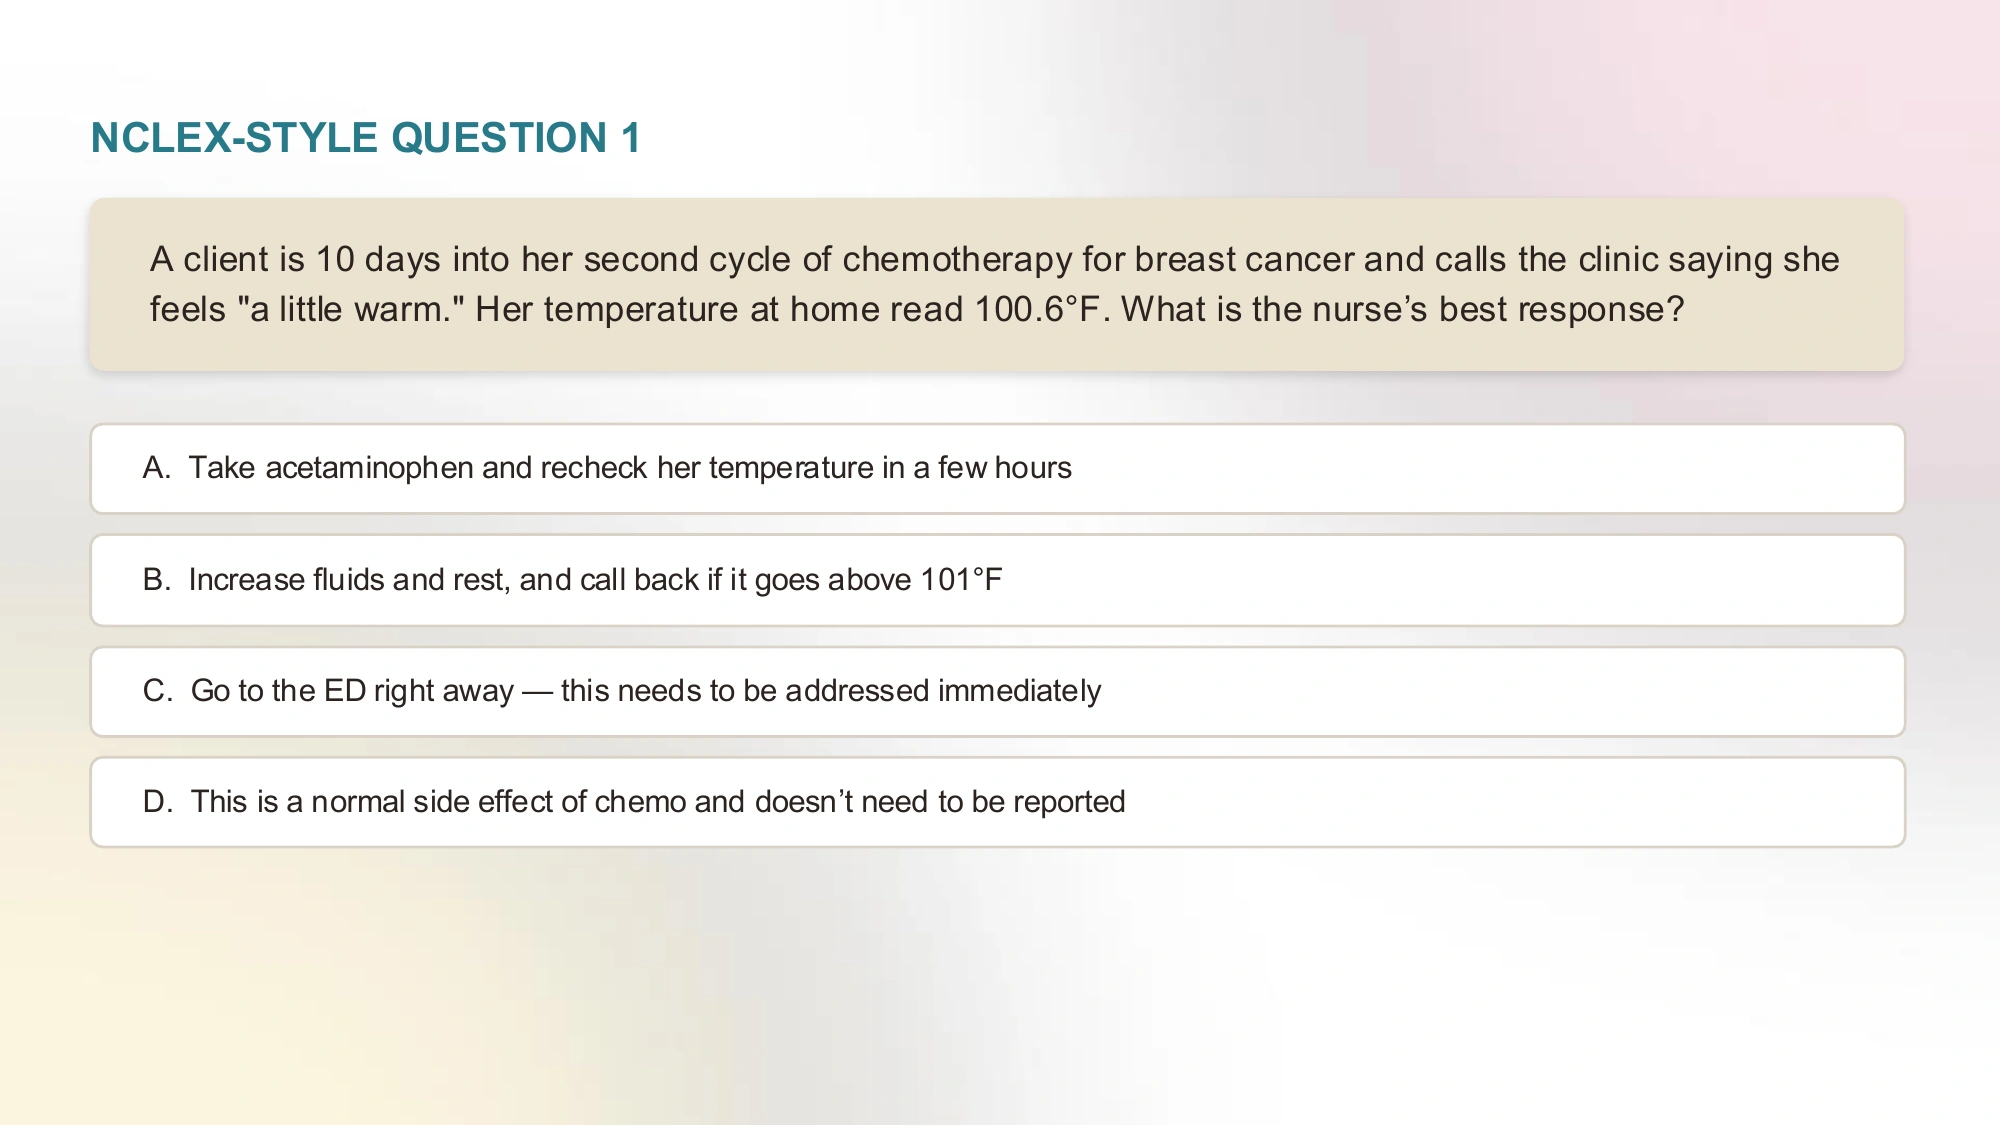 NCLEX-STYLE QUESTION 1
A client is 10 days into her second cycle of chemotherapy for breast cancer and calls the clinic saying she
feels "a little warm." Her temperature at home read 100.6°F. What is the nurse’s best response?
A. Take acetaminophen and recheck her temperature in a few hours
B. Increase fluids and rest, and call back if it goes above 101°F
C. Go to the ED right away — this needs to be addressed immediately
D. This is a normal side effect of chemo and doesn’t need to be reported